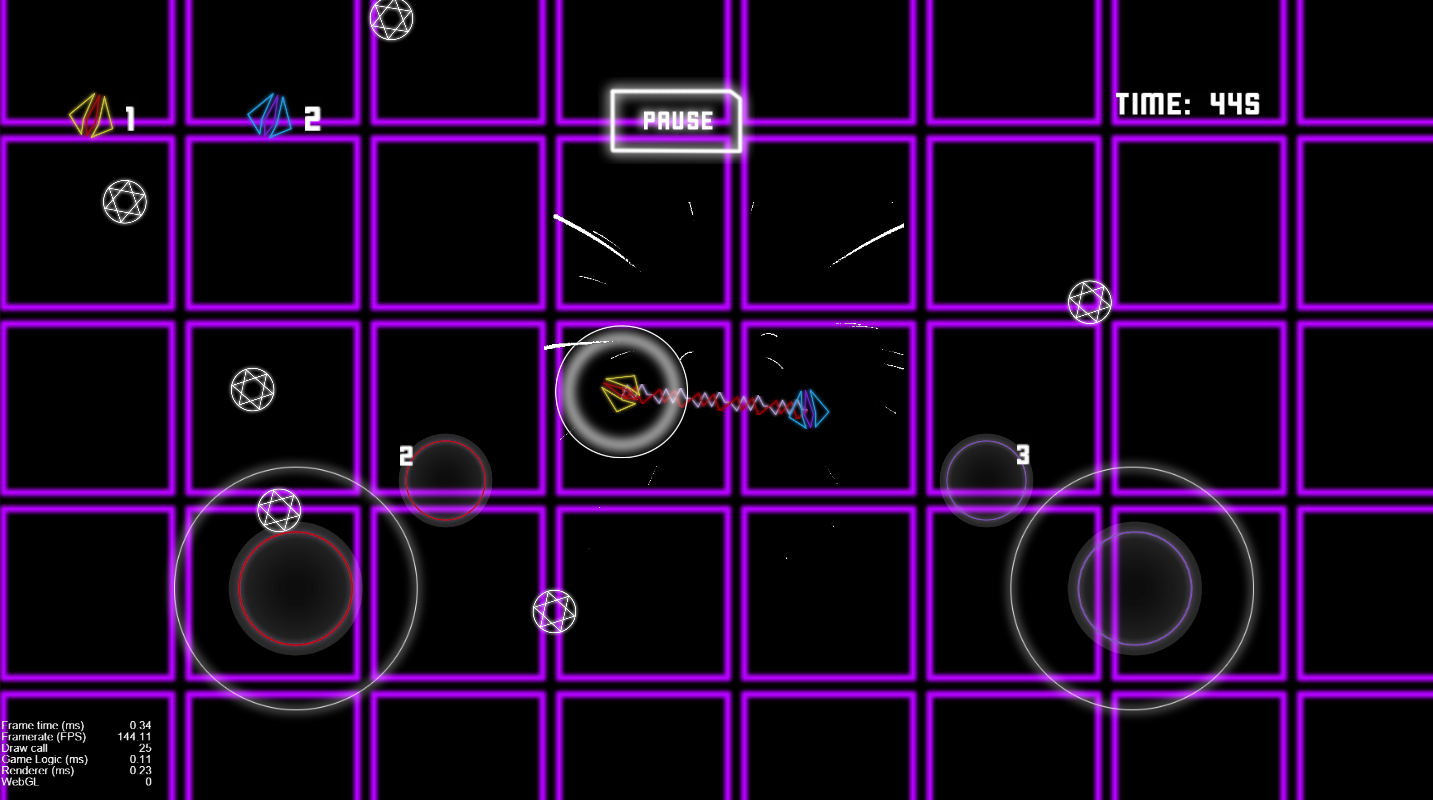 1
2
PAUSE
TIME: 44S
2
3
Frame time (ms) 0.34
Framerate (FPS) 144.11
Draw call 25
Game Logic (ms) 0.11
Renderer (ms) 0.23
WebGL 0